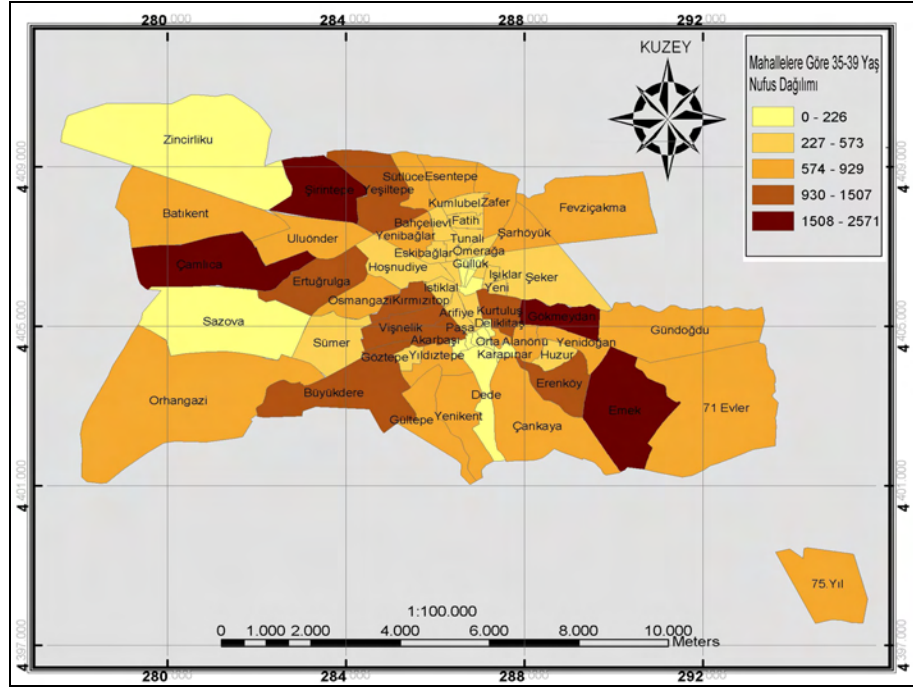 280.000 284.000 288.000 292.000
KUZEY
Mahallelere Göre 35-39 Yaş
Nufus Dağılımı
0 - 226
227 - 573
574 - 929
930 - 1507
1508 - 2571
4.409.000
4.409.000
4.405.000
4.405.000
4.401.000
4.401.000
4.397.000
4.397.000
Zincirliku
Şirintepe
Yeşiltepe
Sütlüce
Esentepe
Kumlubel
Zafer
Fevziçakma
Batıkent
Bahçelievl
Fatih
Uluönder
Yenibağlar
Tunalı
Şarhöyük
Eskibağlar
Ömerağa
Çamlıca
Hoşnudiye
Güllük
Ertuğrulga
Işıklar
Şeker
İstiklal
Yeni
Osmangazi
Kırmızıtop
Sazova
Arifiye
Kurtuluş
Gökmeydan
Vişnelik
Paşa
Deliklitaş
Gündoğdu
Sümer
Akarbaşı
Orta
Alanönü
Yenidoğan
Göztepe
Yıldıztepe
Karapınar
Huzur
Orhangazi
Büyükdere
Dede
Erenköy
Emek
71 Evler
Gültepe
Yenikent
Çankaya
75.Yıl
1:100.000
0 1.000 2.000 4.000 6.000 8.000 10.000
Meters
280.000 284.000 288.000 292.000